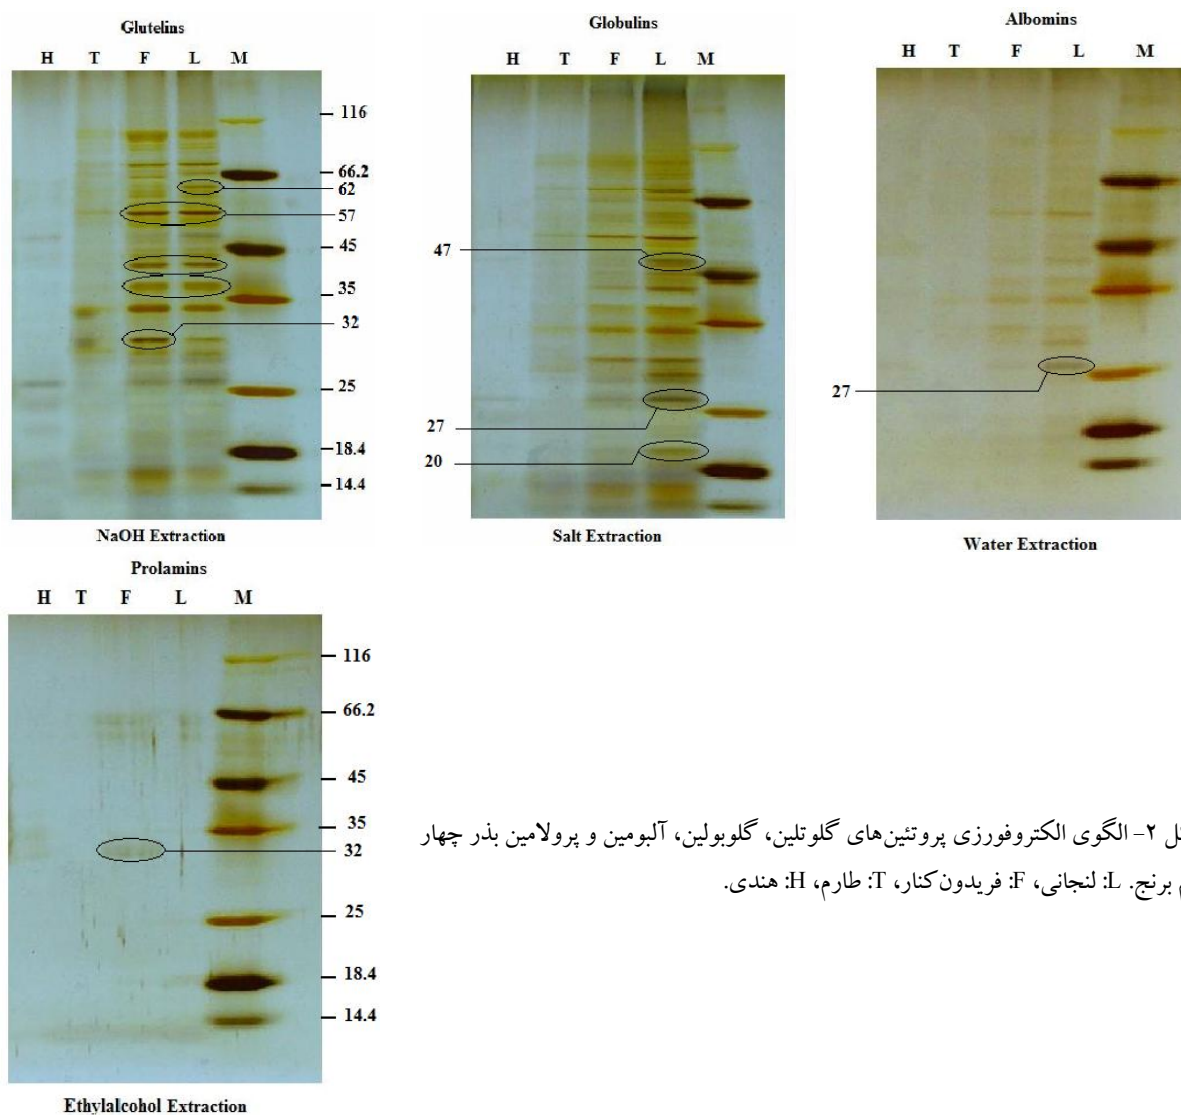 Glutelins
H T F L M
116
66.2
62
57
45
35
32
25
18.4
14.4
NaOH Extraction
Globulins
H T F L M
47
27
20
Salt Extraction
Albomins
H T F L M
27
Water Extraction
Prolamins
H T F L M
116
66.2
45
35
32
25
18.4
14.4
Ethylalcohol Extraction
۲- الگوی الکتروفورزی پروتئین‌های گلوتلین، گلوبولین، آلبومین و پرولامین بذر چهار
برنج. L: لنجانی، F: فریدون‌کنار، T: طارم، H: هندی.